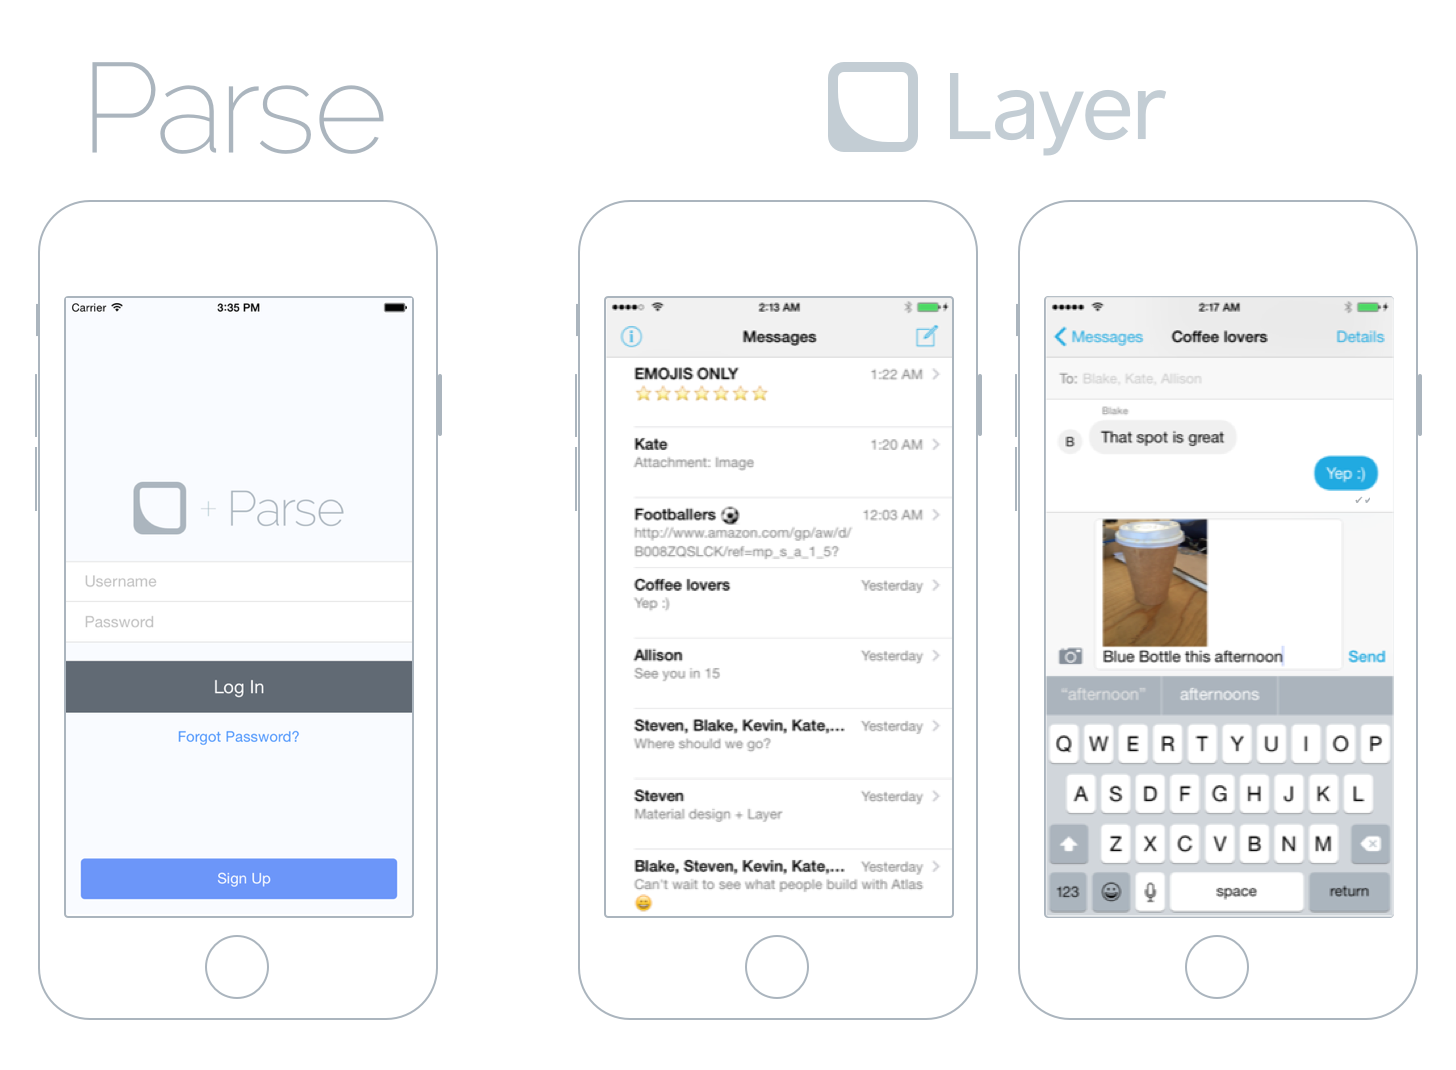 Parse
Layer
Carrier 3:35 PM
+ Parse
Username
Password
Log In
Forgot Password?
Sign Up
2:13 AM
Messages
EMOJIS ONLY 1:22 AM
⭐⭐⭐⭐⭐⭐⭐
Kate 1:20 AM
Attachment: Image
Footballers ⚽ 12:03 AM
http://www.amazon.com/gp/aw/d/
B008ZQSLCK/ref=mp_s_a_1_5?
Coffee lovers Yesterday
Yep :)
Allison Yesterday
See you in 15
Steven, Blake, Kevin, Kate,... Yesterday
Where should we go?
Steven Yesterday
Material design + Layer
Blake, Steven, Kevin, Kate,... Yesterday
Can't wait to see what people build with Atlas
😄
2:17 AM
Messages Coffee lovers Details
To: Blake, Kate, Allison
Blake
B That spot is great
Yep :)
✓✓
Blue Bottle this afternoon Send
"afternoon" afternoons
Q W E R T Y U I O P
A S D F G H J K L
Z X C V B N M
123 space return